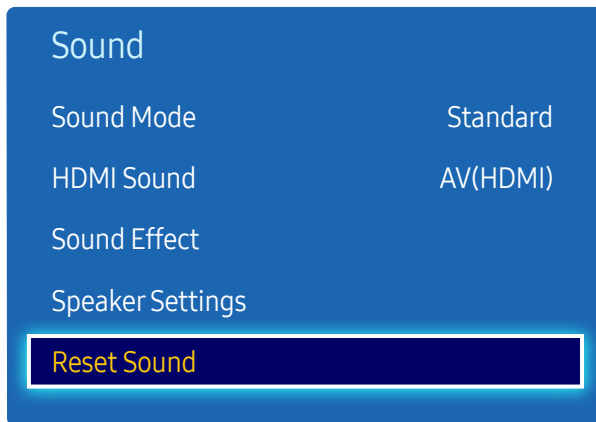 Sound
Sound Mode Standard
HDMI Sound AV(HDMI)
Sound Effect
Speaker Settings
Reset Sound